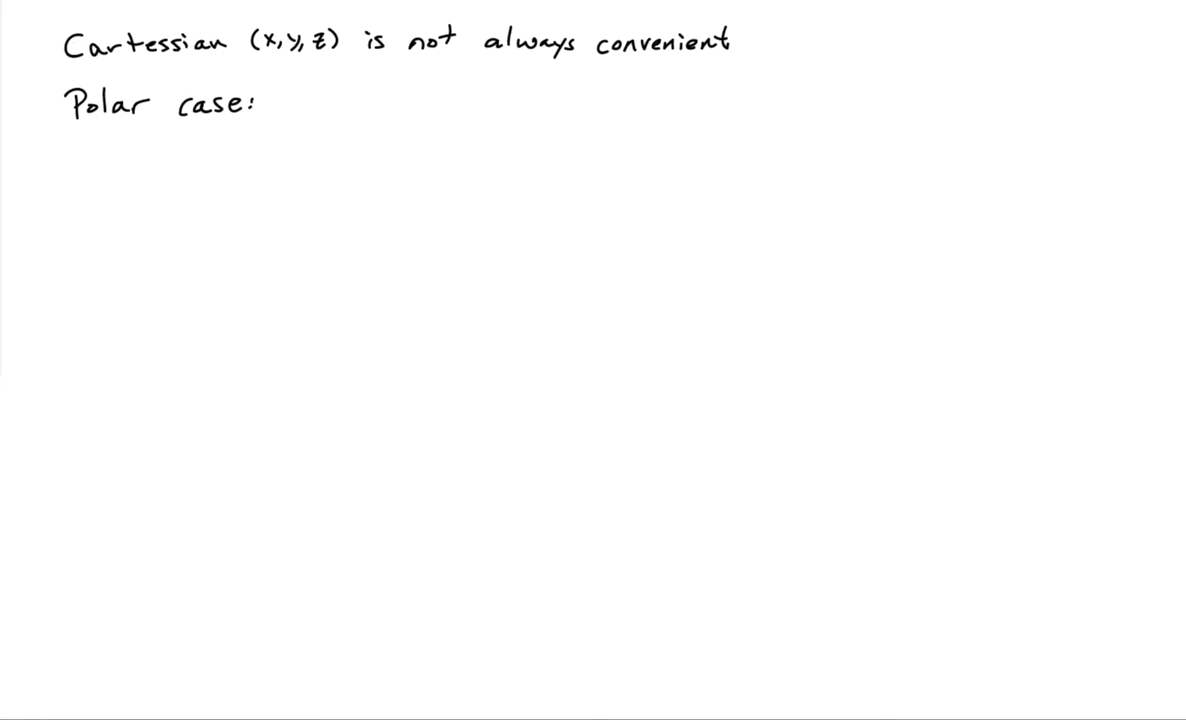 Cartessian (x,y,z) is not always convenient
Polar case: